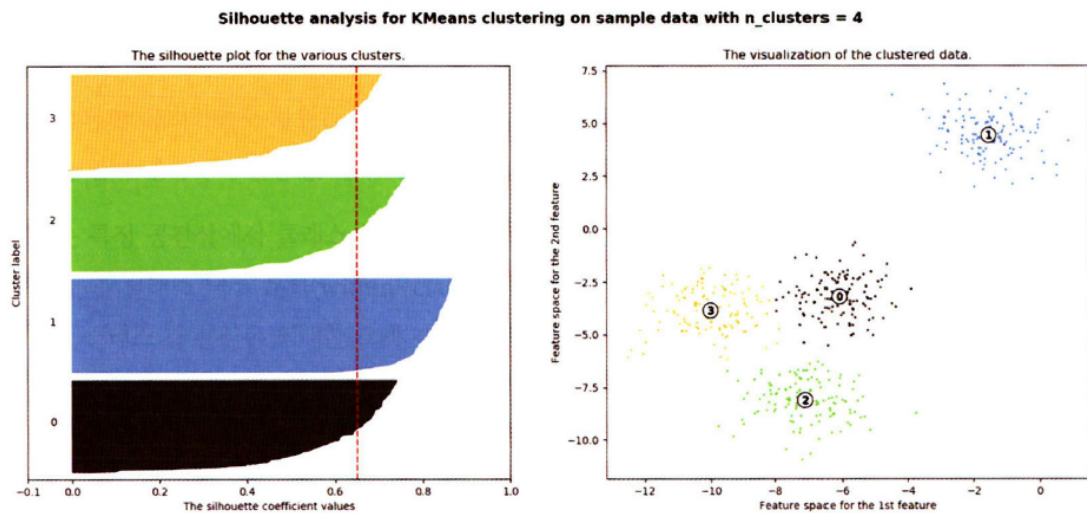 Silhouette analysis for KMeans clustering on sample data with n_clusters = 4
The silhouette plot for the various clusters.
3
2
1
0
Cluster label
-0.1 0.0 0.2 0.4 0.6 0.8 1.0
The silhouette coefficient values
The visualization of the clustered data.
7.5
5.0
2.5
0.0
-2.5
-5.0
-7.5
-10.0
Feature space for the 2nd feature
1
0
3
2
-12 -10 -8 -6 -4 -2 0
Feature space for the 1st feature